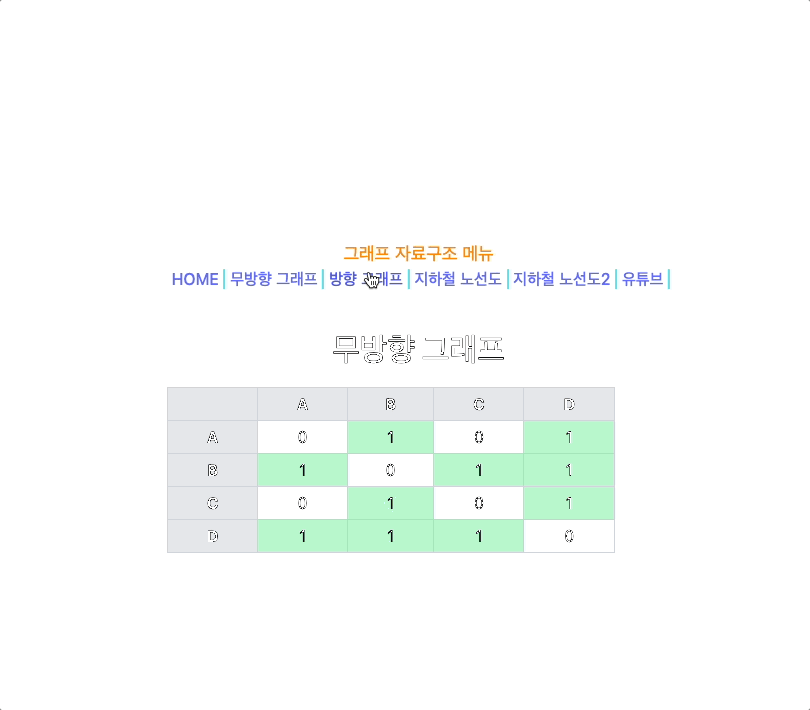 그래프 자료구조 메뉴
HOME 무방향 그래프 방향 그래프 지하철 노선도 지하철 노선도2 유튜브
무방향 그래프
A B C D
A 0 1 0 1
B 1 0 1 1
C 0 1 0 1
D 1 1 1 0